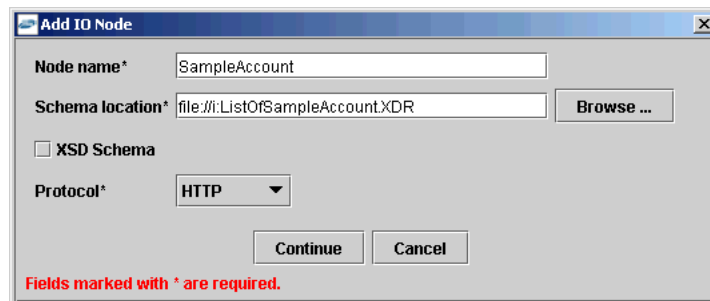 Add IO Node
Node name* SampleAccount
Schema location* file://i:ListOfSampleAccount.XDR Browse ...
XSD Schema
Protocol* HTTP
Continue Cancel
Fields marked with * are required.